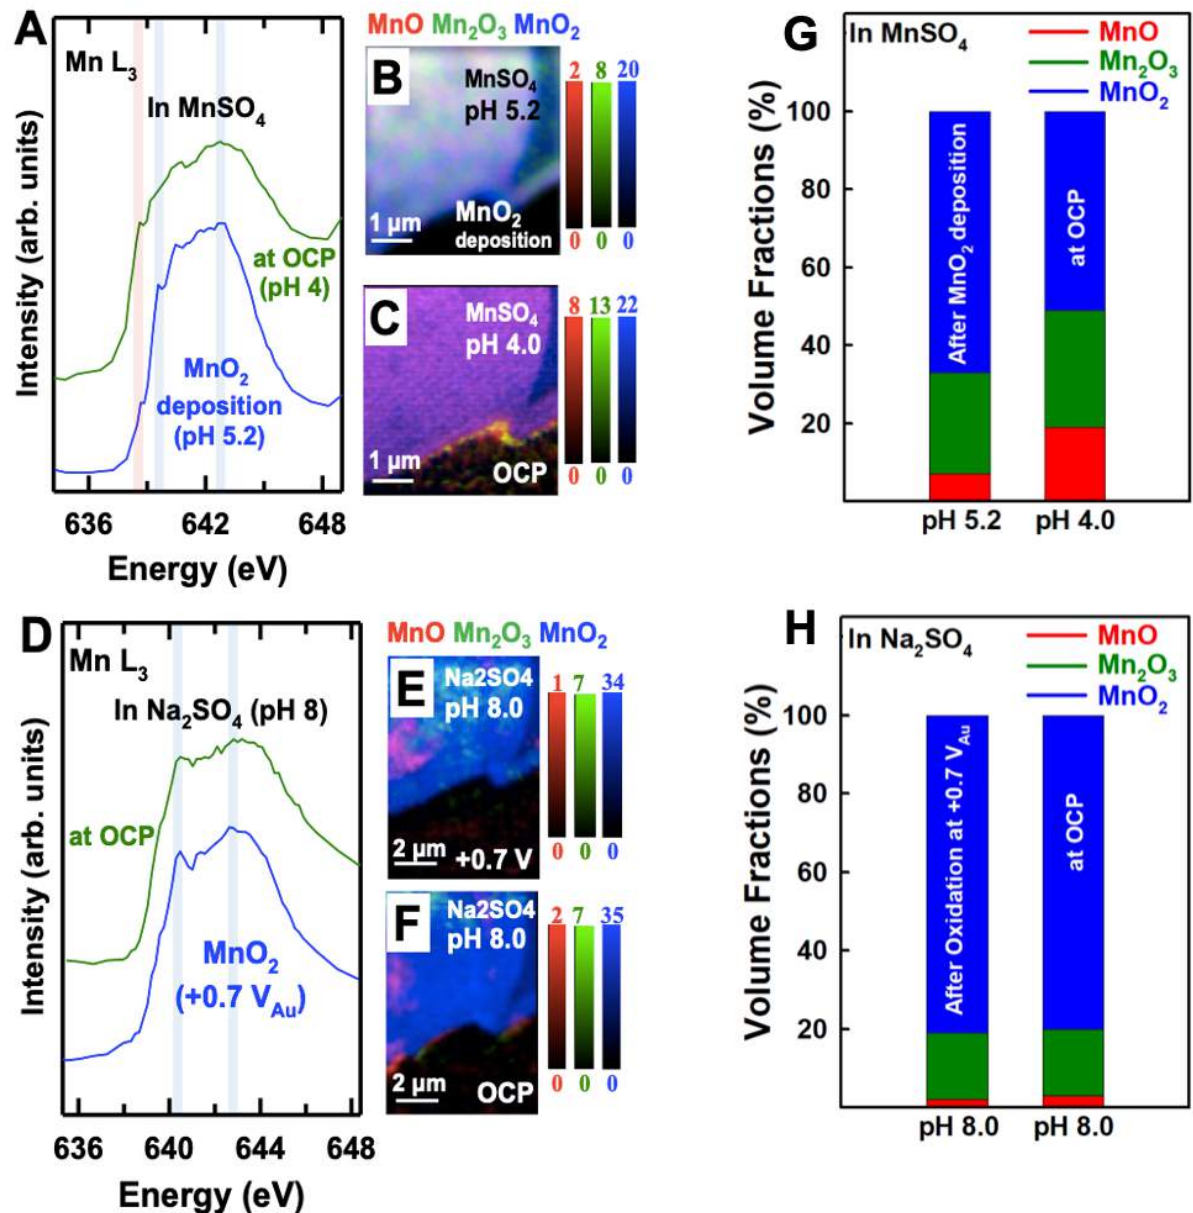 A
Mn L3
In MnSO4
at OCP
(pH 4)
MnO2
deposition
(pH 5.2)
Intensity (arb. units)
636 642 648
Energy (eV)
MnO Mn2O3 MnO2
B
MnSO4
pH 5.2
MnO2
deposition
1 µm
2 8 20
0 0 0
C
MnSO4
pH 4.0
1 µm
OCP
8 13 22
0 0 0
G
In MnSO4
MnO
Mn2O3
MnO2
Volume Fractions (%)
100
80
60
40
20
After MnO2 deposition
at OCP
pH 5.2 pH 4.0
D
Mn L3
In Na2SO4 (pH 8)
at OCP
MnO2
(+0.7 VAu)
Intensity (arb. units)
636 640 644 648
Energy (eV)
MnO Mn2O3 MnO2
E
Na2SO4
pH 8.0
2 µm
+0.7 V
1 7 34
0 0 0
F
Na2SO4
pH 8.0
2 µm
OCP
2 7 35
0 0 0
H
In Na2SO4
MnO
Mn2O3
MnO2
Volume Fractions (%)
100
80
60
40
20
After Oxidation at +0.7 VAu
at OCP
pH 8.0 pH 8.0